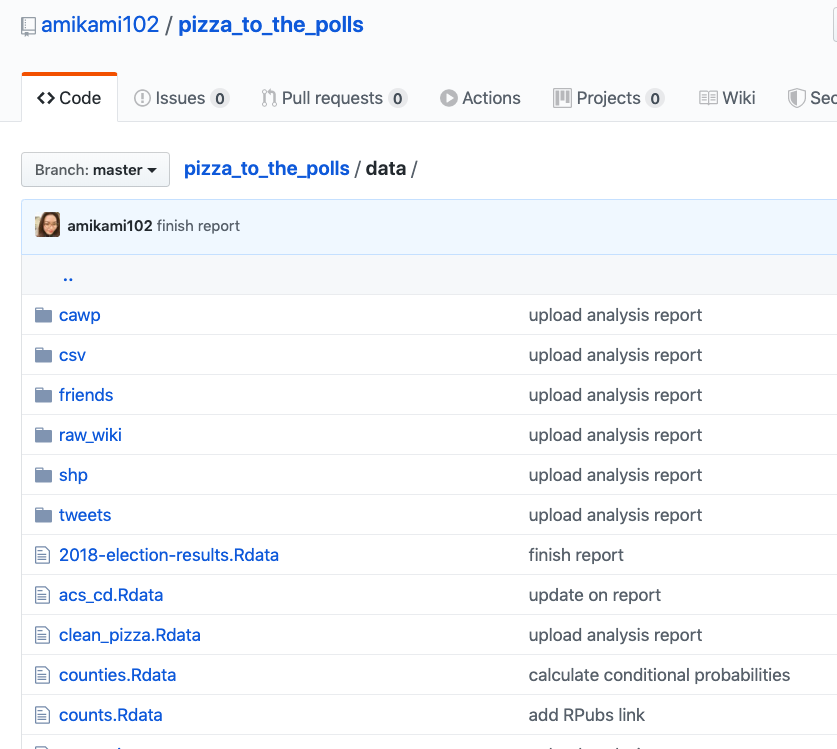 amikami102 / pizza_to_the_polls
Code Issues 0 Pull requests 0 Actions Projects 0 Wiki
Branch: master pizza_to_the_polls / data /
amikami102 finish report
..
cawp upload analysis report
csv upload analysis report
friends upload analysis report
raw_wiki upload analysis report
shp upload analysis report
tweets upload analysis report
2018-election-results.Rdata finish report
acs_cd.Rdata update on report
clean_pizza.Rdata upload analysis report
counties.Rdata calculate conditional probabilities
counts.Rdata add RPubs link